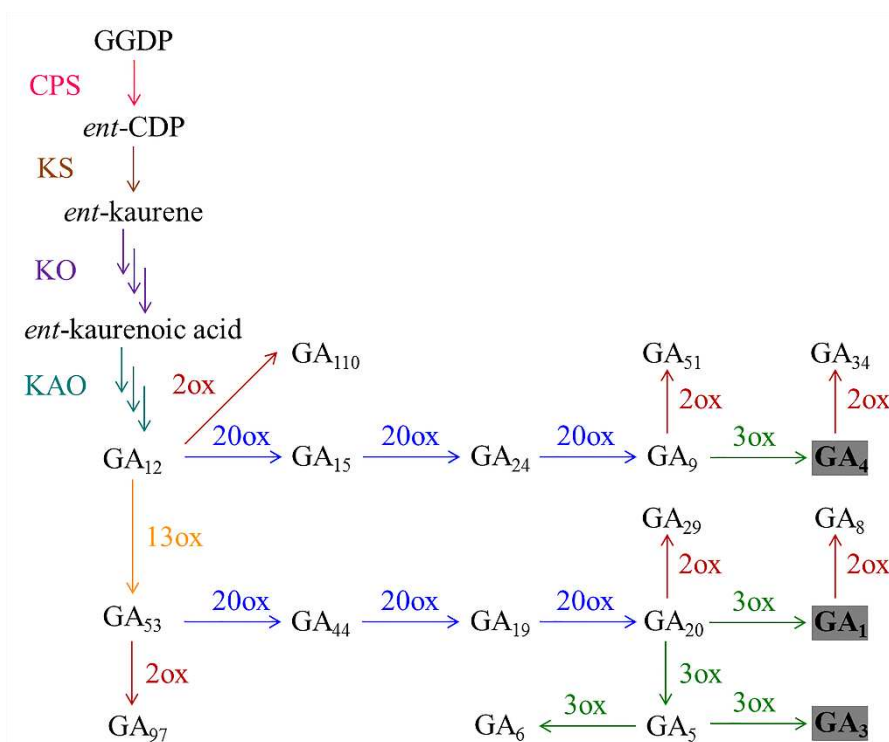 GGDP
CPS
ent-CDP
KS
ent-kaurene
KO
ent-kaurenoic acid
KAO
2ox
GA₁₁₀
GA₅₁
GA₃₄
2ox
2ox
GA₁₂
20ox
GA₁₅
20ox
GA₂₄
20ox
GA₉
3ox
GA₄
13ox
GA₂₉
GA₈
2ox
2ox
GA₅₃
20ox
GA₄₄
20ox
GA₁₉
20ox
GA₂₀
3ox
GA₁
2ox
3ox
GA₉₇
GA₆
3ox
GA₅
3ox
GA₃